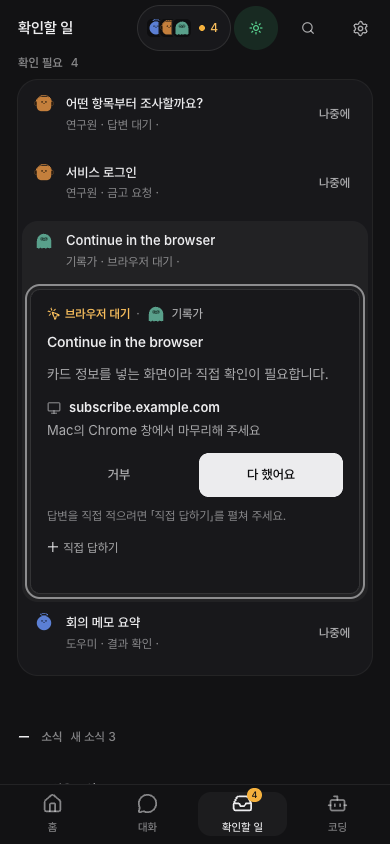 확인할 일
4
확인 필요 4
어떤 항목부터 조사할까요?
연구원 · 답변 대기 ·
나중에
서비스 로그인
연구원 · 금고 요청 ·
나중에
Continue in the browser
기록가 · 브라우저 대기 ·
브라우저 대기 · 기록가
Continue in the browser
카드 정보를 넣는 화면이라 직접 확인이 필요합니다.
subscribe.example.com
Mac의 Chrome 창에서 마무리해 주세요
거부
다 했어요
답변을 직접 적으려면 「직접 답하기」를 펼쳐 주세요.
+ 직접 답하기
회의 메모 요약
도우미 · 결과 확인 ·
나중에
소식 새 소식 3
4
홈
대화
확인할 일
코딩